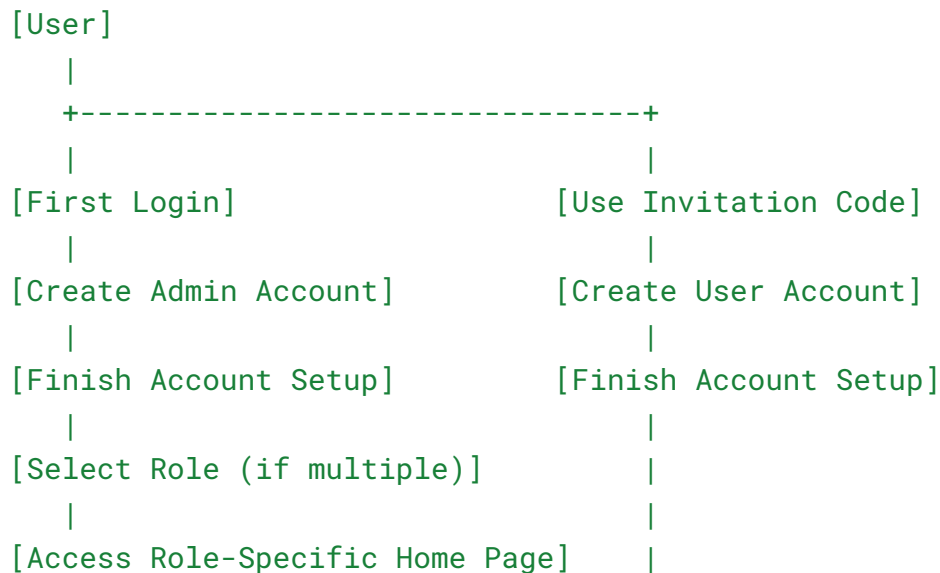 [User]
   |
   +--------------------------------+
   |                                 |
[First Login]                  [Use Invitation Code]
   |                                 |
[Create Admin Account]         [Create User Account]
   |                                 |
[Finish Account Setup]         [Finish Account Setup]
   |                                 |
[Select Role (if multiple)]          |
   |                                 |
[Access Role-Specific Home Page]     |